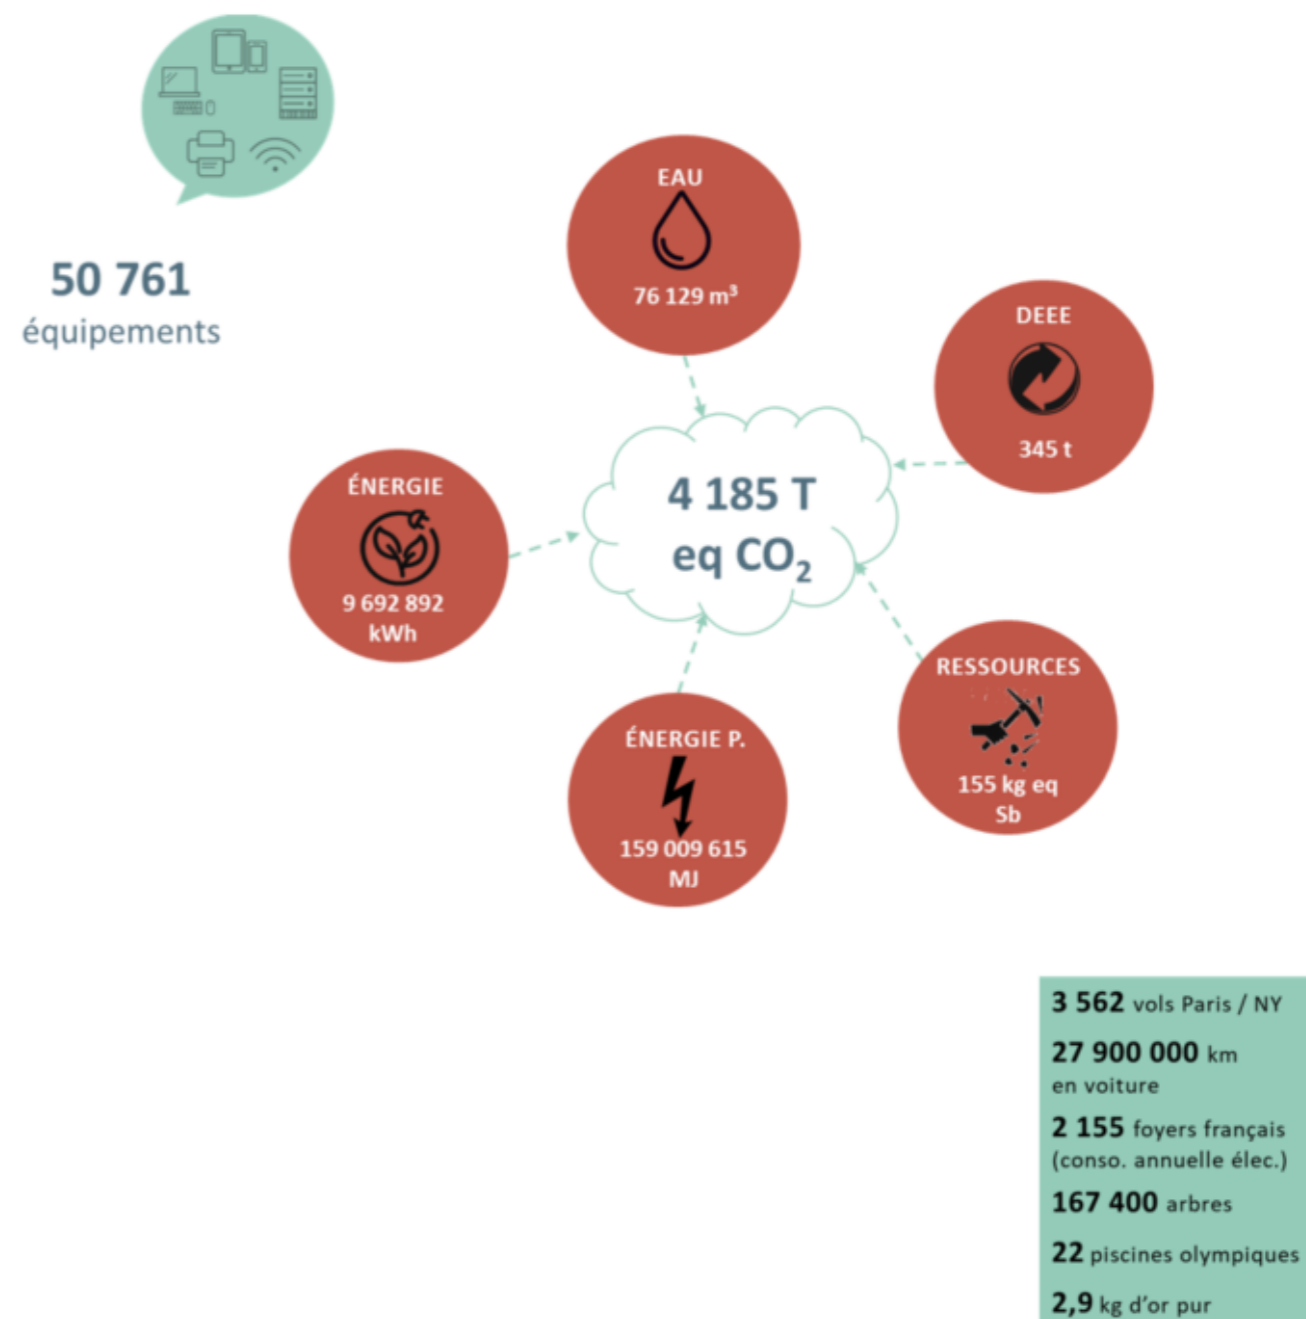 50 761
équipements
EAU
76 129 m³
DEEE
345 t
ÉNERGIE
9 692 892
kWh
4 185 T
eq CO₂
RESSOURCES
155 kg eq
Sb
ÉNERGIE P.
159 009 615
MJ
3 562 vols Paris / NY
27 900 000 km
en voiture
2 155 foyers français
(conso. annuelle élec.)
167 400 arbres
22 piscines olympiques
2,9 kg d’or pur